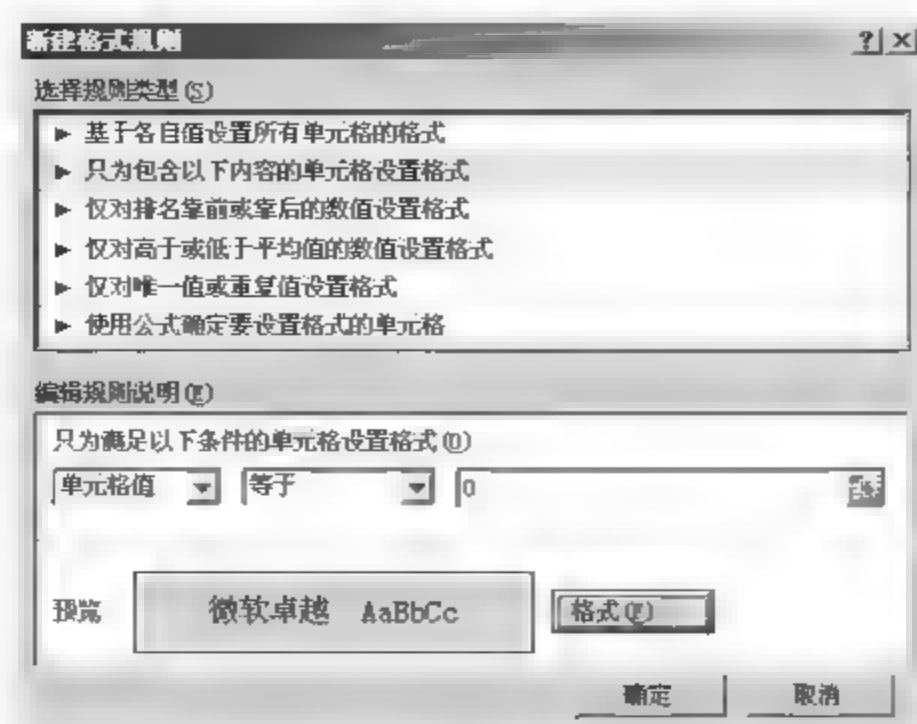 新建格式规则
选择规则类型(S)
► 基于各自值设置所有单元格的格式
► 只为包含以下内容的单元格设置格式
► 仅对排名靠前或靠后的数值设置格式
► 仅对高于或低于平均值的数值设置格式
► 仅对唯一值或重复值设置格式
► 使用公式确定要设置格式的单元格
编辑规则说明(E)
只为满足以下条件的单元格设置格式(O)
单元格值 等于 0
预览 微软卓越 AaBbCc 格式(F)
确定 取消